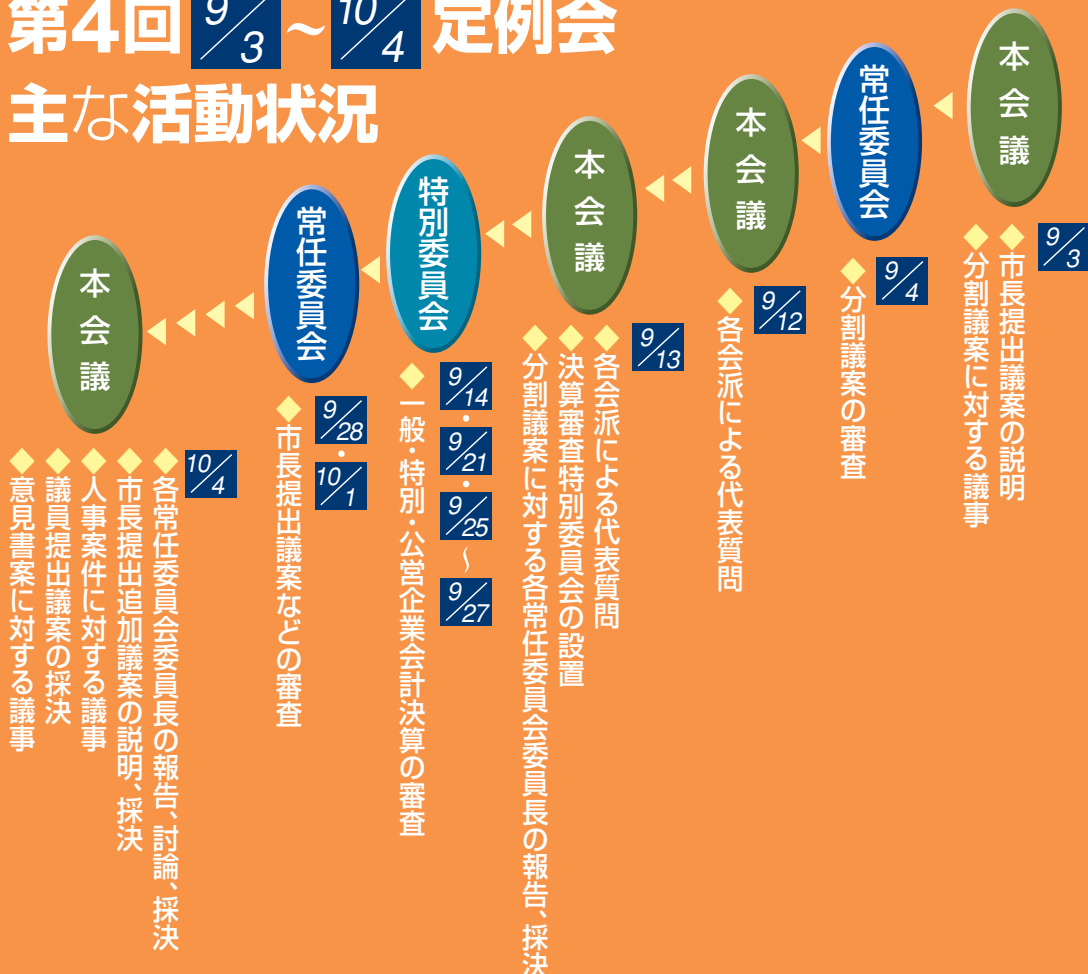 第4回 9/3～10/4 定例会
主な活動状況
本会議
9/3
◆市長提出議案の説明
◆分割議案に対する議事
常任委員会
9/4
◆分割議案の審査
本会議
9/12
◆各会派による代表質問
本会議
9/13
◆各会派による代表質問
◆決算審査特別委員会の設置
◆分割議案に対する各常任委員会委員長の報告、採決
特別委員会
9/14・9/21・9/25～9/27
◆一般・特別・公営企業会計決算の審査
常任委員会
9/28・10/1
◆市長提出議案などの審査
本会議
10/4
◆各常任委員会委員長の報告、討論、採決
◆市長提出追加議案の説明、採決
◆人事案件に対する議事
◆議員提出議案の採決
◆意見書案に対する議事